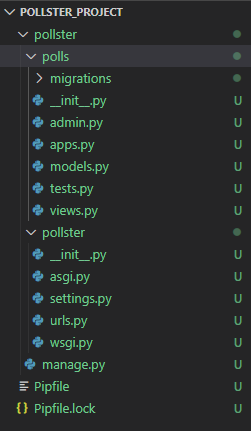 POLLSTER_PROJECT
pollster
polls
migrations
__init__.py U
admin.py U
apps.py U
models.py U
tests.py U
views.py U
pollster
__init__.py U
asgi.py U
settings.py U
urls.py U
wsgi.py U
manage.py U
Pipfile U
{} Pipfile.lock U